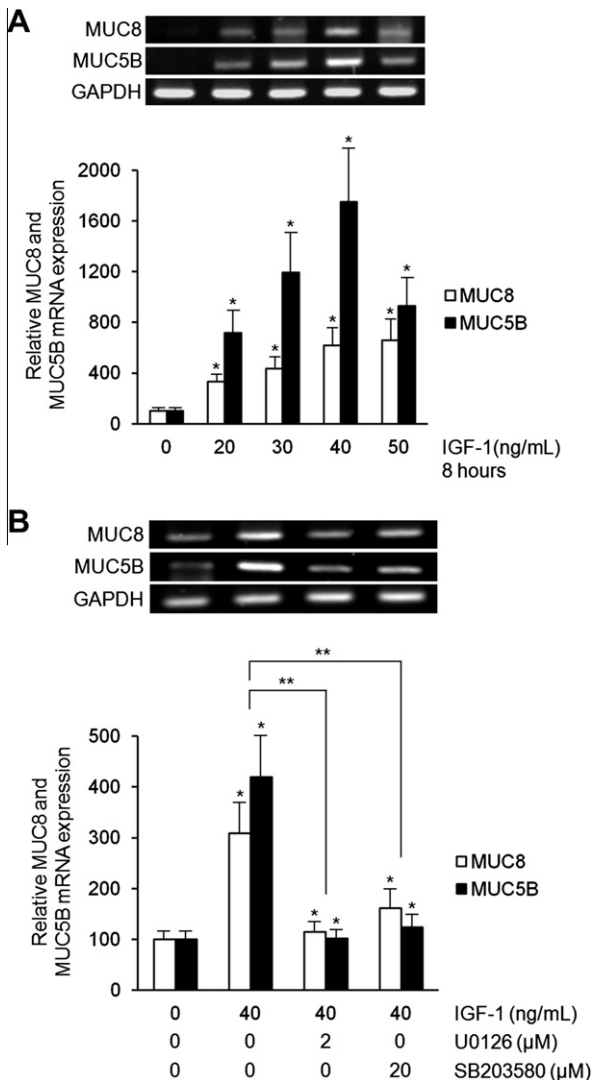 A
MUC8
MUC5B
GAPDH
Relative MUC8 and
MUC5B mRNA expression
2000
1600
1200
800
400
0
* * * * * * * *
MUC8
MUC5B
0 20 30 40 50 IGF-1(ng/mL)
8 hours
B
MUC8
MUC5B
GAPDH
**
**
Relative MUC8 and
MUC5B mRNA expression
500
400
300
200
100
0
* * * * * *
MUC8
MUC5B
0 40 40 40 IGF-1 (ng/mL)
0 0 2 0 U0126 (µM)
0 0 0 20 SB203580 (µM)